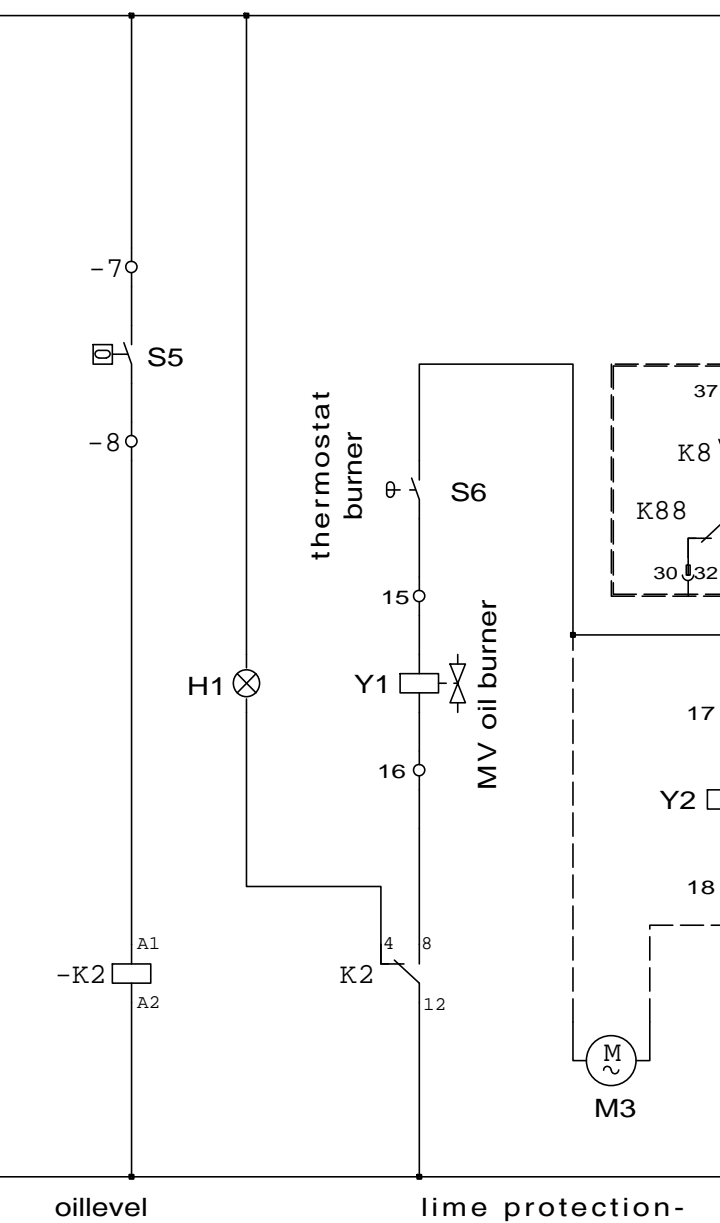 -7
S5
-8
thermostat
burner
S6
37
K8
K88
30
32
15
H1
Y1
MV oil burner
17
16
Y2
18
A1
4
8
-K2
K2
A2
12
M
M3
oillevel
lime protection-